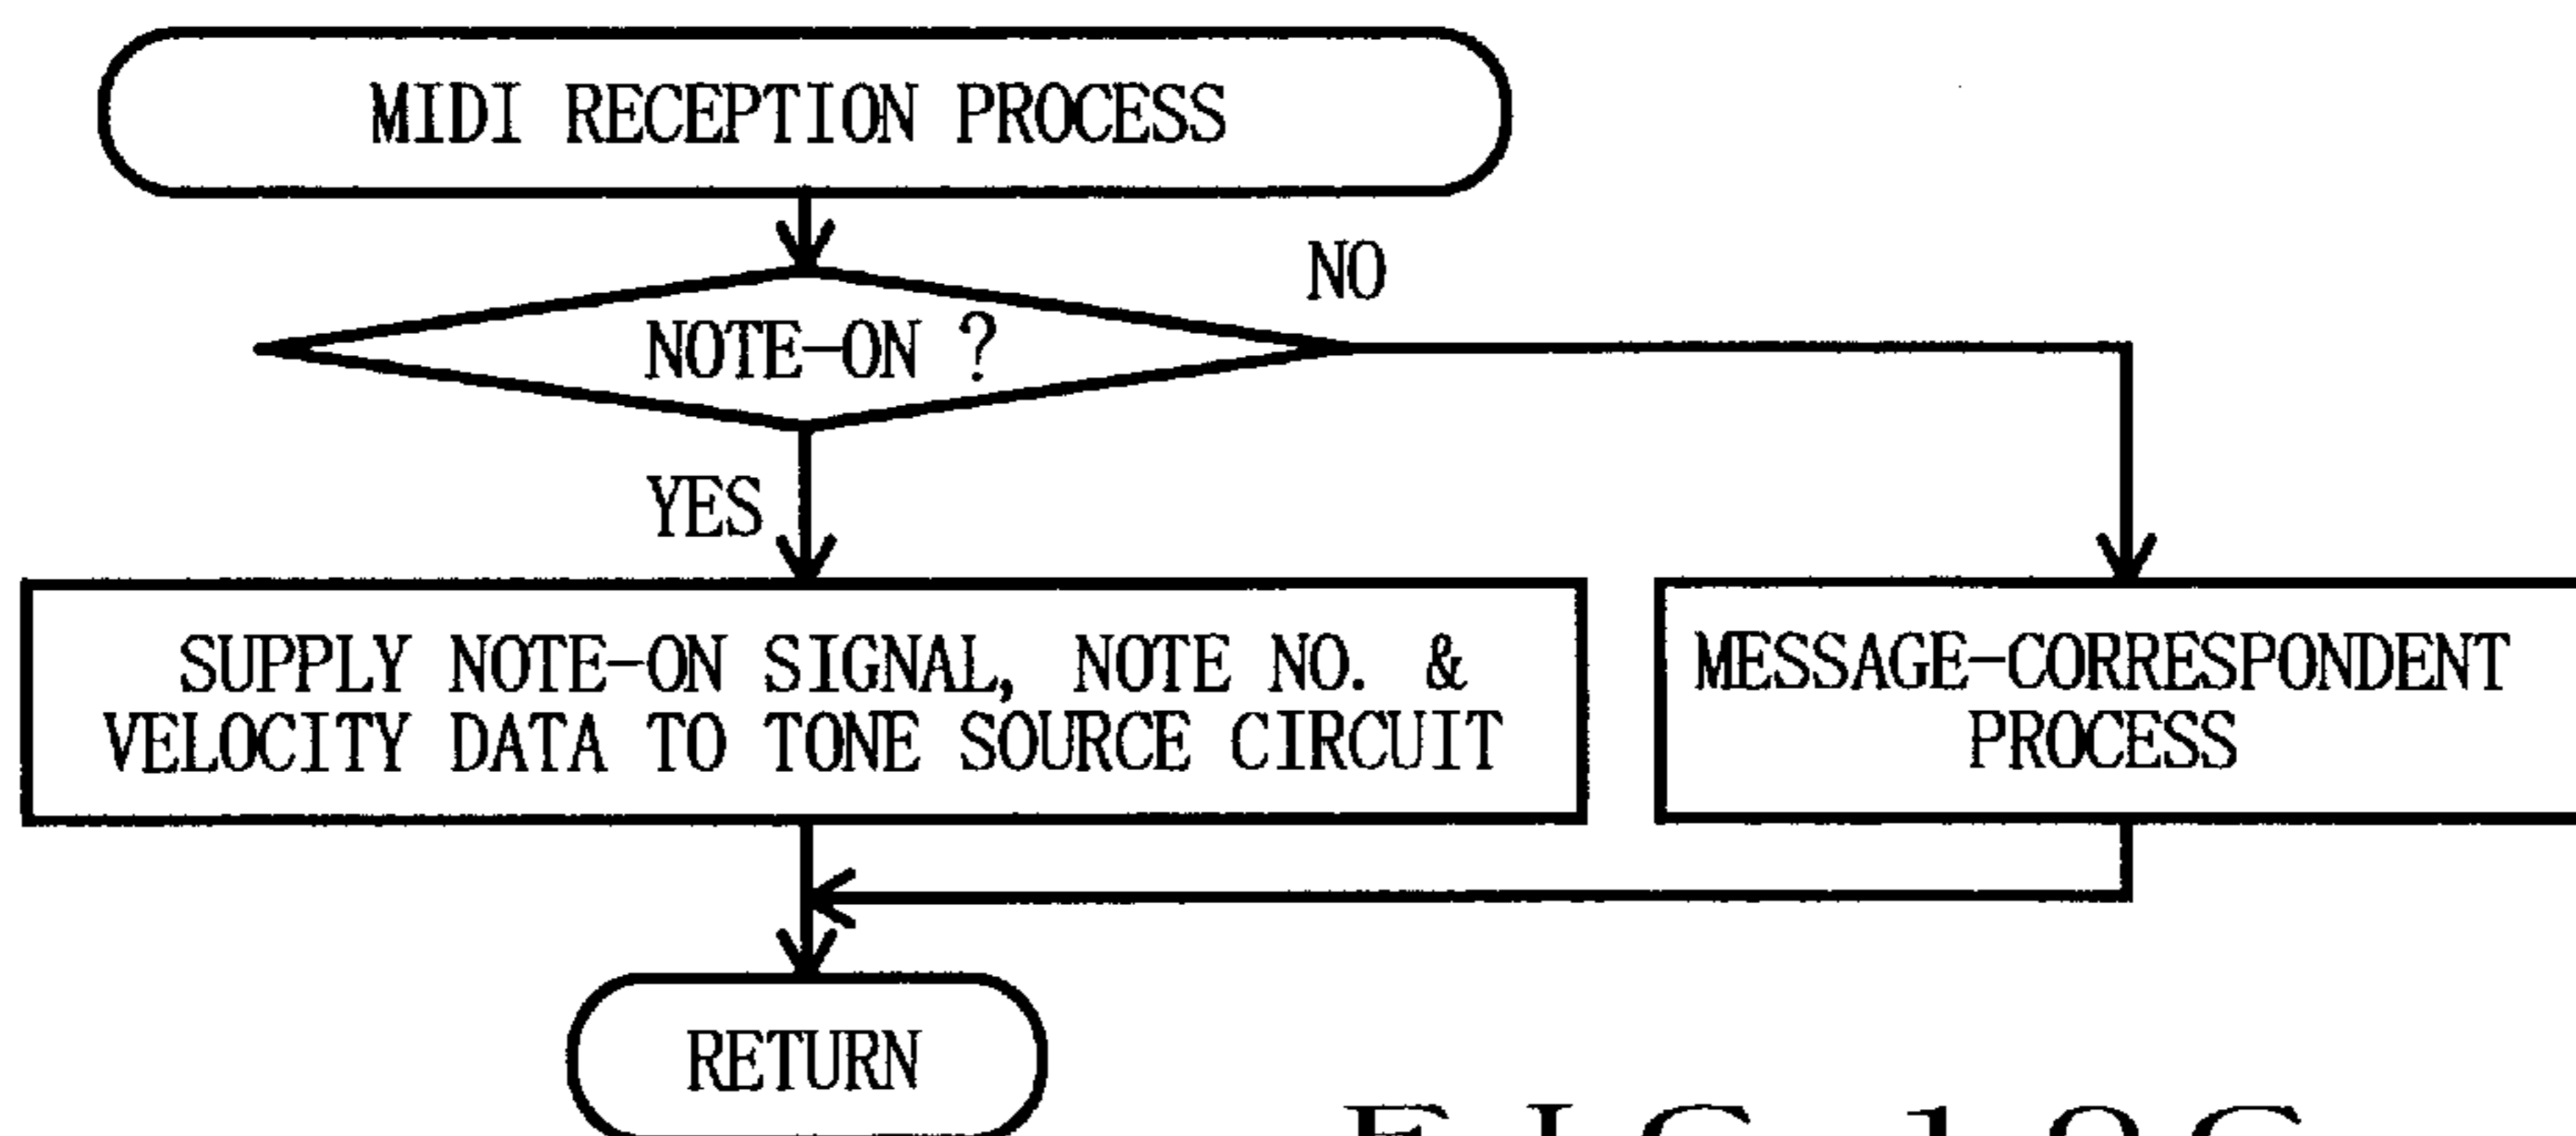 MIDI RECEPTION PROCESS
NOTE-ON ?
NO
YES
SUPPLY NOTE-ON SIGNAL, NOTE NO. &
VELOCITY DATA TO TONE SOURCE CIRCUIT
MESSAGE-CORRESPONDENT
PROCESS
RETURN